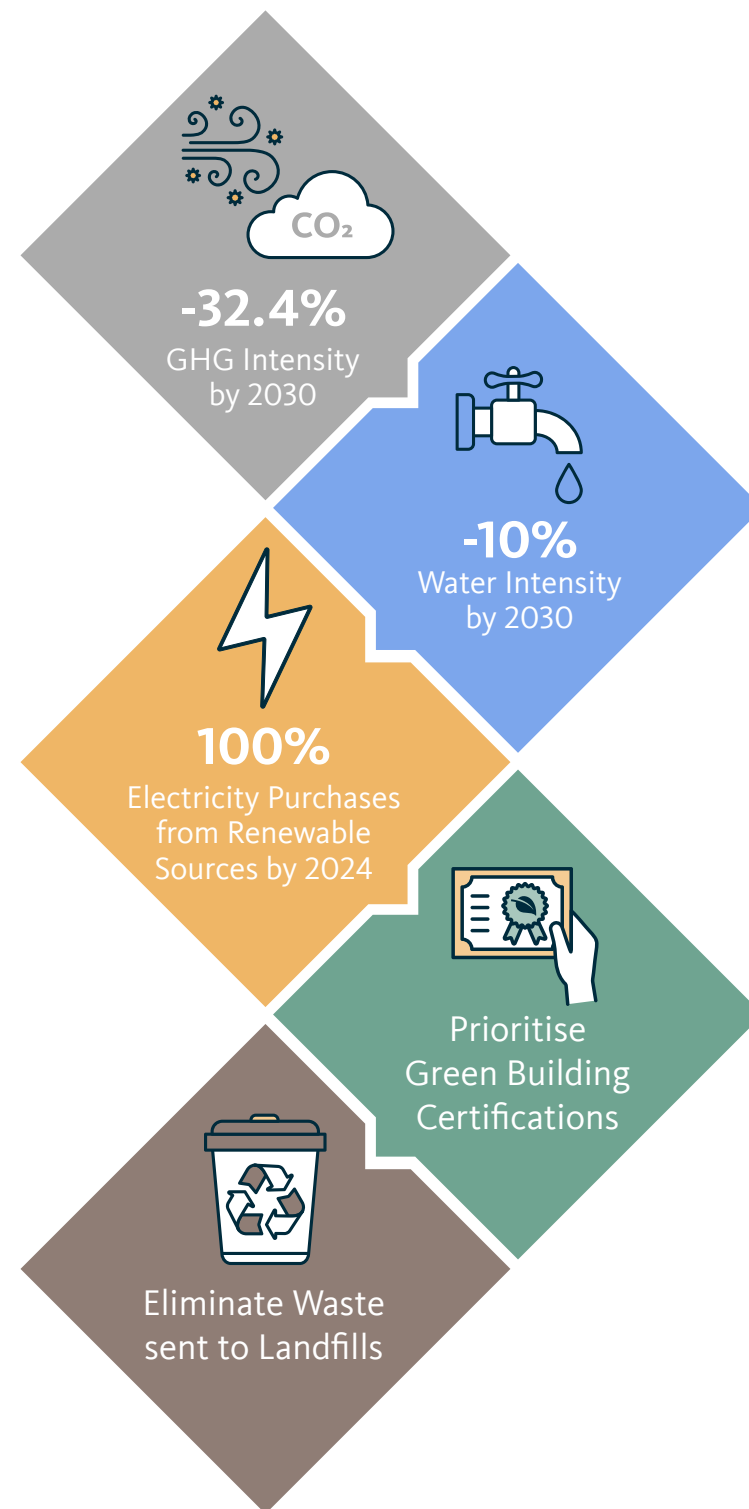 CO₂
-32.4%
GHG Intensity
by 2030
-10%
Water Intensity
by 2030
100%
Electricity Purchases
from Renewable
Sources by 2024
Prioritise
Green Building
Certifications
Eliminate Waste
sent to Landfills